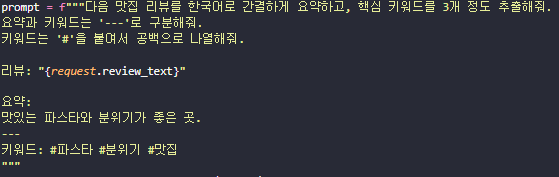 prompt = f"""다음 맛집 리뷰를 한국어로 간결하게 요약하고, 핵심 키워드를 3개 정도 추출해줘.
요약과 키워드는 '---'로 구분해줘.
키워드는 '#'을 붙여서 공백으로 나열해줘.

리뷰: "{request.review_text}"

요약:
맛있는 파스타와 분위기가 좋은 곳.
---
키워드: #파스타 #분위기 #맛집
"""